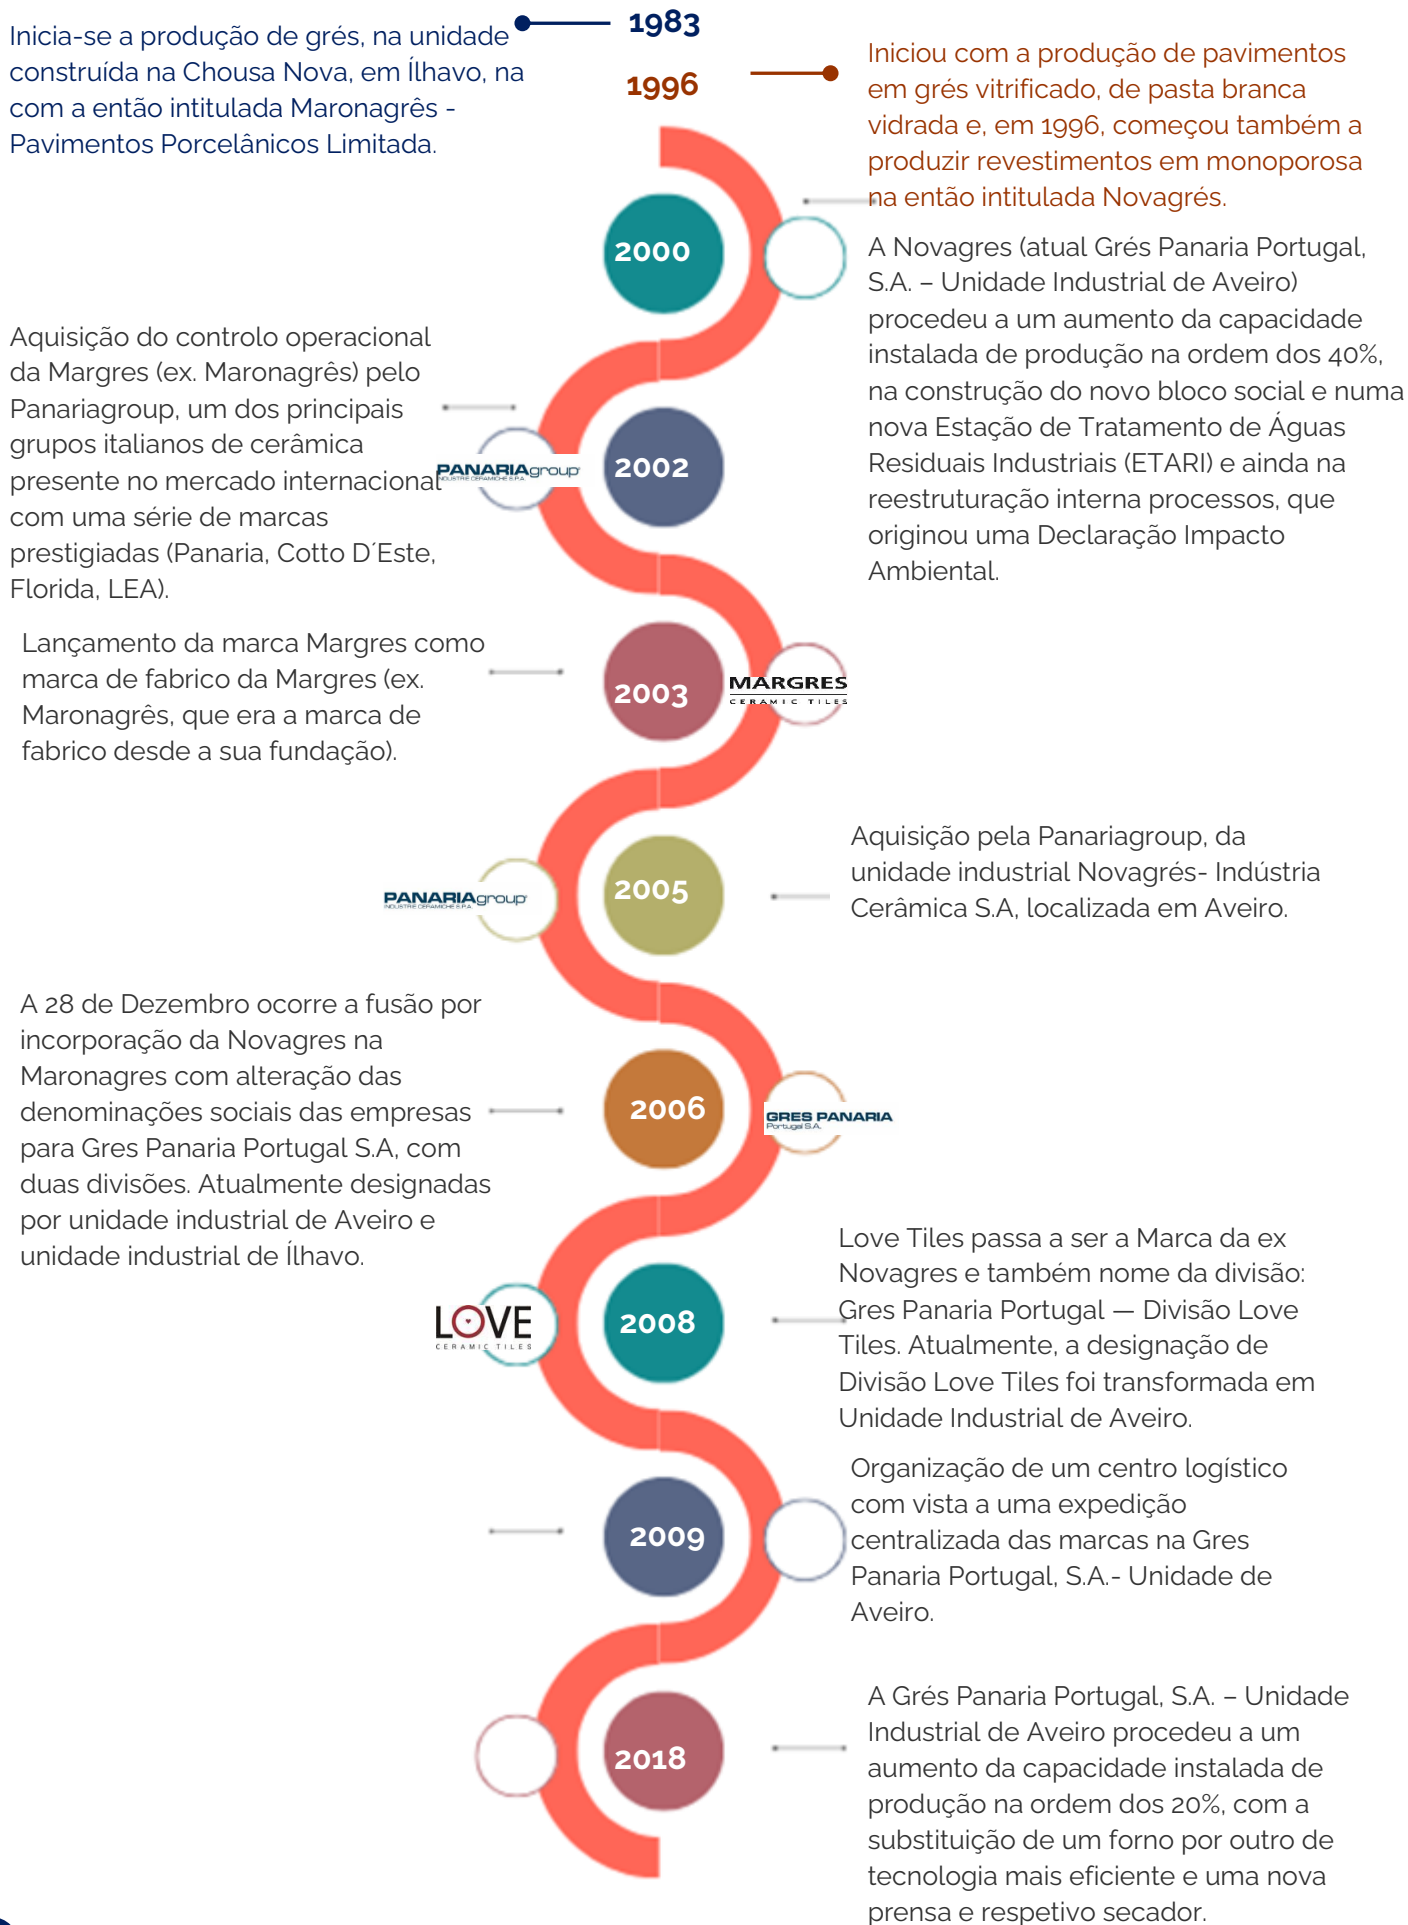 1983
Inicia-se a produção de grés, na unidade
construída na Chousa Nova, em Ílhavo, na
com a então intitulada Maronagrês -
Pavimentos Porcelânicos Limitada.
1996
Iniciou com a produção de pavimentos
em grés vitrificado, de pasta branca
vidrada e, em 1996, começou também a
produzir revestimentos em monoporosa
na então intitulada Novagrés.
2000
A Novagres (atual Grés Panaria Portugal,
S.A. – Unidade Industrial de Aveiro)
procedeu a um aumento da capacidade
instalada de produção na ordem dos 40%,
na construção do novo bloco social e numa
nova Estação de Tratamento de Águas
Residuais Industriais (ETARI) e ainda na
reestruturação interna processos, que
originou uma Declaração Impacto
Ambiental.
Aquisição do controlo operacional
da Margres (ex. Maronagrês) pelo
Panariagroup, um dos principais
grupos italianos de cerâmica
presente no mercado internacional
com uma série de marcas
prestigiadas (Panaria, Cotto D´Este,
Florida, LEA).
PANARIAgroup
INDUSTRIE CERAMICHE S.P.A.
2002
Lançamento da marca Margres como
marca de fabrico da Margres (ex.
Maronagrês, que era a marca de
fabrico desde a sua fundação).
2003
MARGRES
CERAMIC TILES
PANARIAgroup
INDUSTRIE CERAMICHE S.P.A.
2005
Aquisição pela Panariagroup, da
unidade industrial Novagrés- Indústria
Cerâmica S.A, localizada em Aveiro.
A 28 de Dezembro ocorre a fusão por
incorporação da Novagres na
Maronagres com alteração das
denominações sociais das empresas
para Gres Panaria Portugal S.A, com
duas divisões. Atualmente designadas
por unidade industrial de Aveiro e
unidade industrial de Ílhavo.
2006
GRES PANARIA
Portugal S.A.
LOVE
CERAMIC TILES
2008
Love Tiles passa a ser a Marca da ex
Novagres e também nome da divisão:
Gres Panaria Portugal — Divisão Love
Tiles. Atualmente, a designação de
Divisão Love Tiles foi transformada em
Unidade Industrial de Aveiro.
2009
Organização de um centro logístico
com vista a uma expedição
centralizada das marcas na Gres
Panaria Portugal, S.A.- Unidade de
Aveiro.
2018
A Grés Panaria Portugal, S.A. – Unidade
Industrial de Aveiro procedeu a um
aumento da capacidade instalada de
produção na ordem dos 20%, com a
substituição de um forno por outro de
tecnologia mais eficiente e uma nova
prensa e respetivo secador.